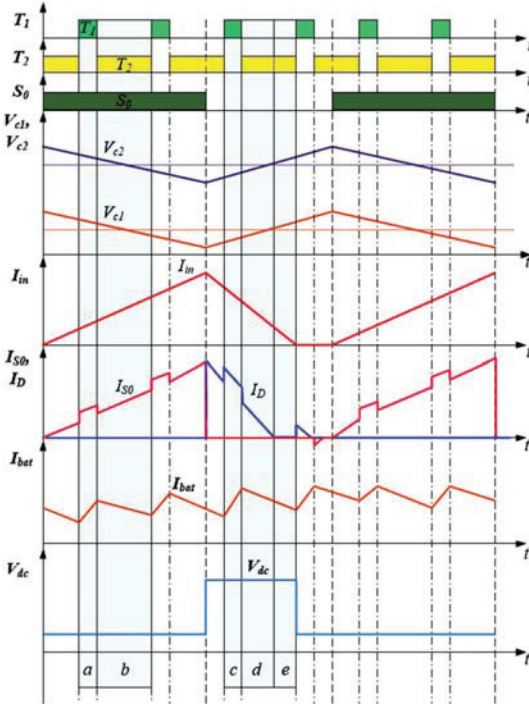 T1
T1
t
T2
T2
t
S0
S0
t
Vc1,
Vc2
Vc2
Vc1
t
Iin
Iin
t
IS0,
ID
IS0
ID
t
Ibat
Ibat
t
Vdc
Vdc
t
a b c d e